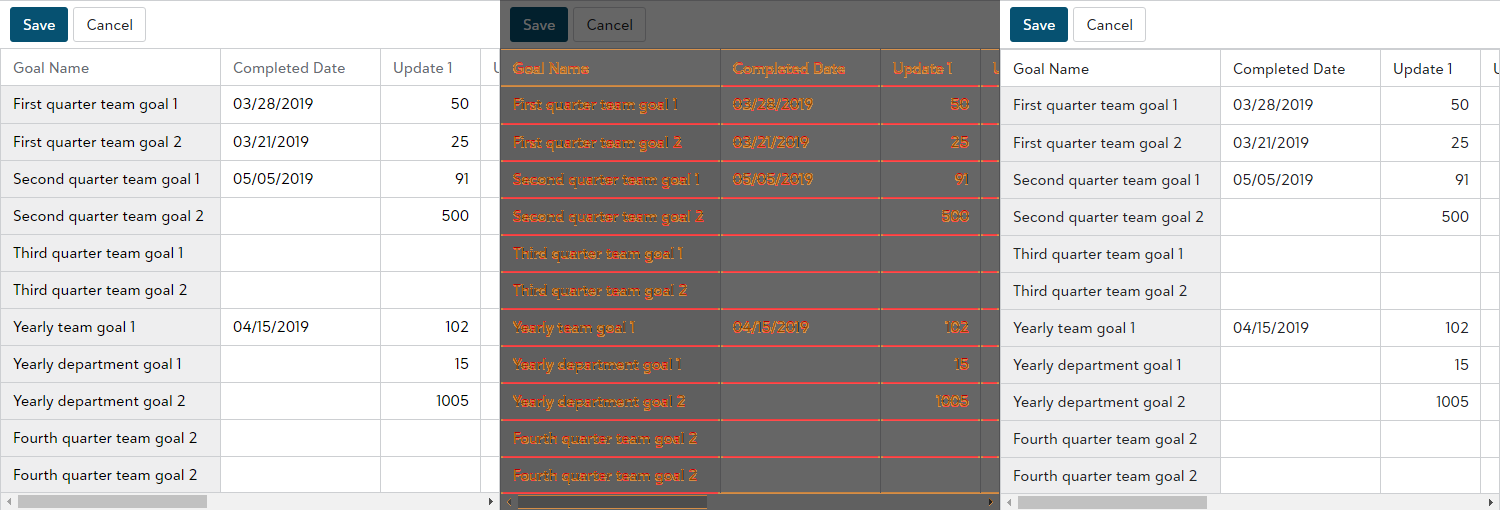 Save Cancel Save Cancel Save Cancel
Goal Name Completed Date Update 1 Goal Name Completed Date Update 1 Goal Name Completed Date Update 1
First quarter team goal 1 03/28/2019 50 First quarter team goal 1 03/28/2019 50 First quarter team goal 1 03/28/2019 50
First quarter team goal 2 03/21/2019 25 First quarter team goal 2 03/21/2019 25 First quarter team goal 2 03/21/2019 25
Second quarter team goal 1 05/05/2019 91 Second quarter team goal 1 05/05/2019 91 Second quarter team goal 1 05/05/2019 91
Second quarter team goal 2 500 Second quarter team goal 2 500 Second quarter team goal 2 500
Third quarter team goal 1 Third quarter team goal 1 Third quarter team goal 1
Third quarter team goal 2 Third quarter team goal 2 Third quarter team goal 2
Yearly team goal 1 04/15/2019 102 Yearly team goal 1 04/15/2019 102 Yearly team goal 1 04/15/2019 102
Yearly department goal 1 15 Yearly department goal 1 15 Yearly department goal 1 15
Yearly department goal 2 1005 Yearly department goal 2 1005 Yearly department goal 2 1005
Fourth quarter team goal 2 Fourth quarter team goal 2 Fourth quarter team goal 2
Fourth quarter team goal 2 Fourth quarter team goal 2 Fourth quarter team goal 2